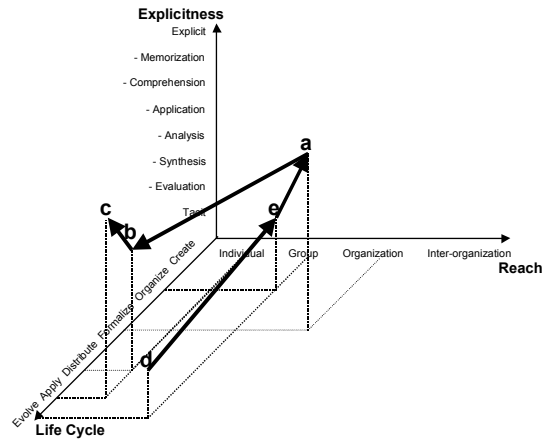 Explicitness
Explicit
- Memorization
- Comprehension
- Application
- Analysis
- Synthesis
- Evaluation
Tacit
a
c
b
e
d
Individual Group Organization Inter-organization
Reach
Evolve Apply Distribute Formalize Organize Create
Life Cycle